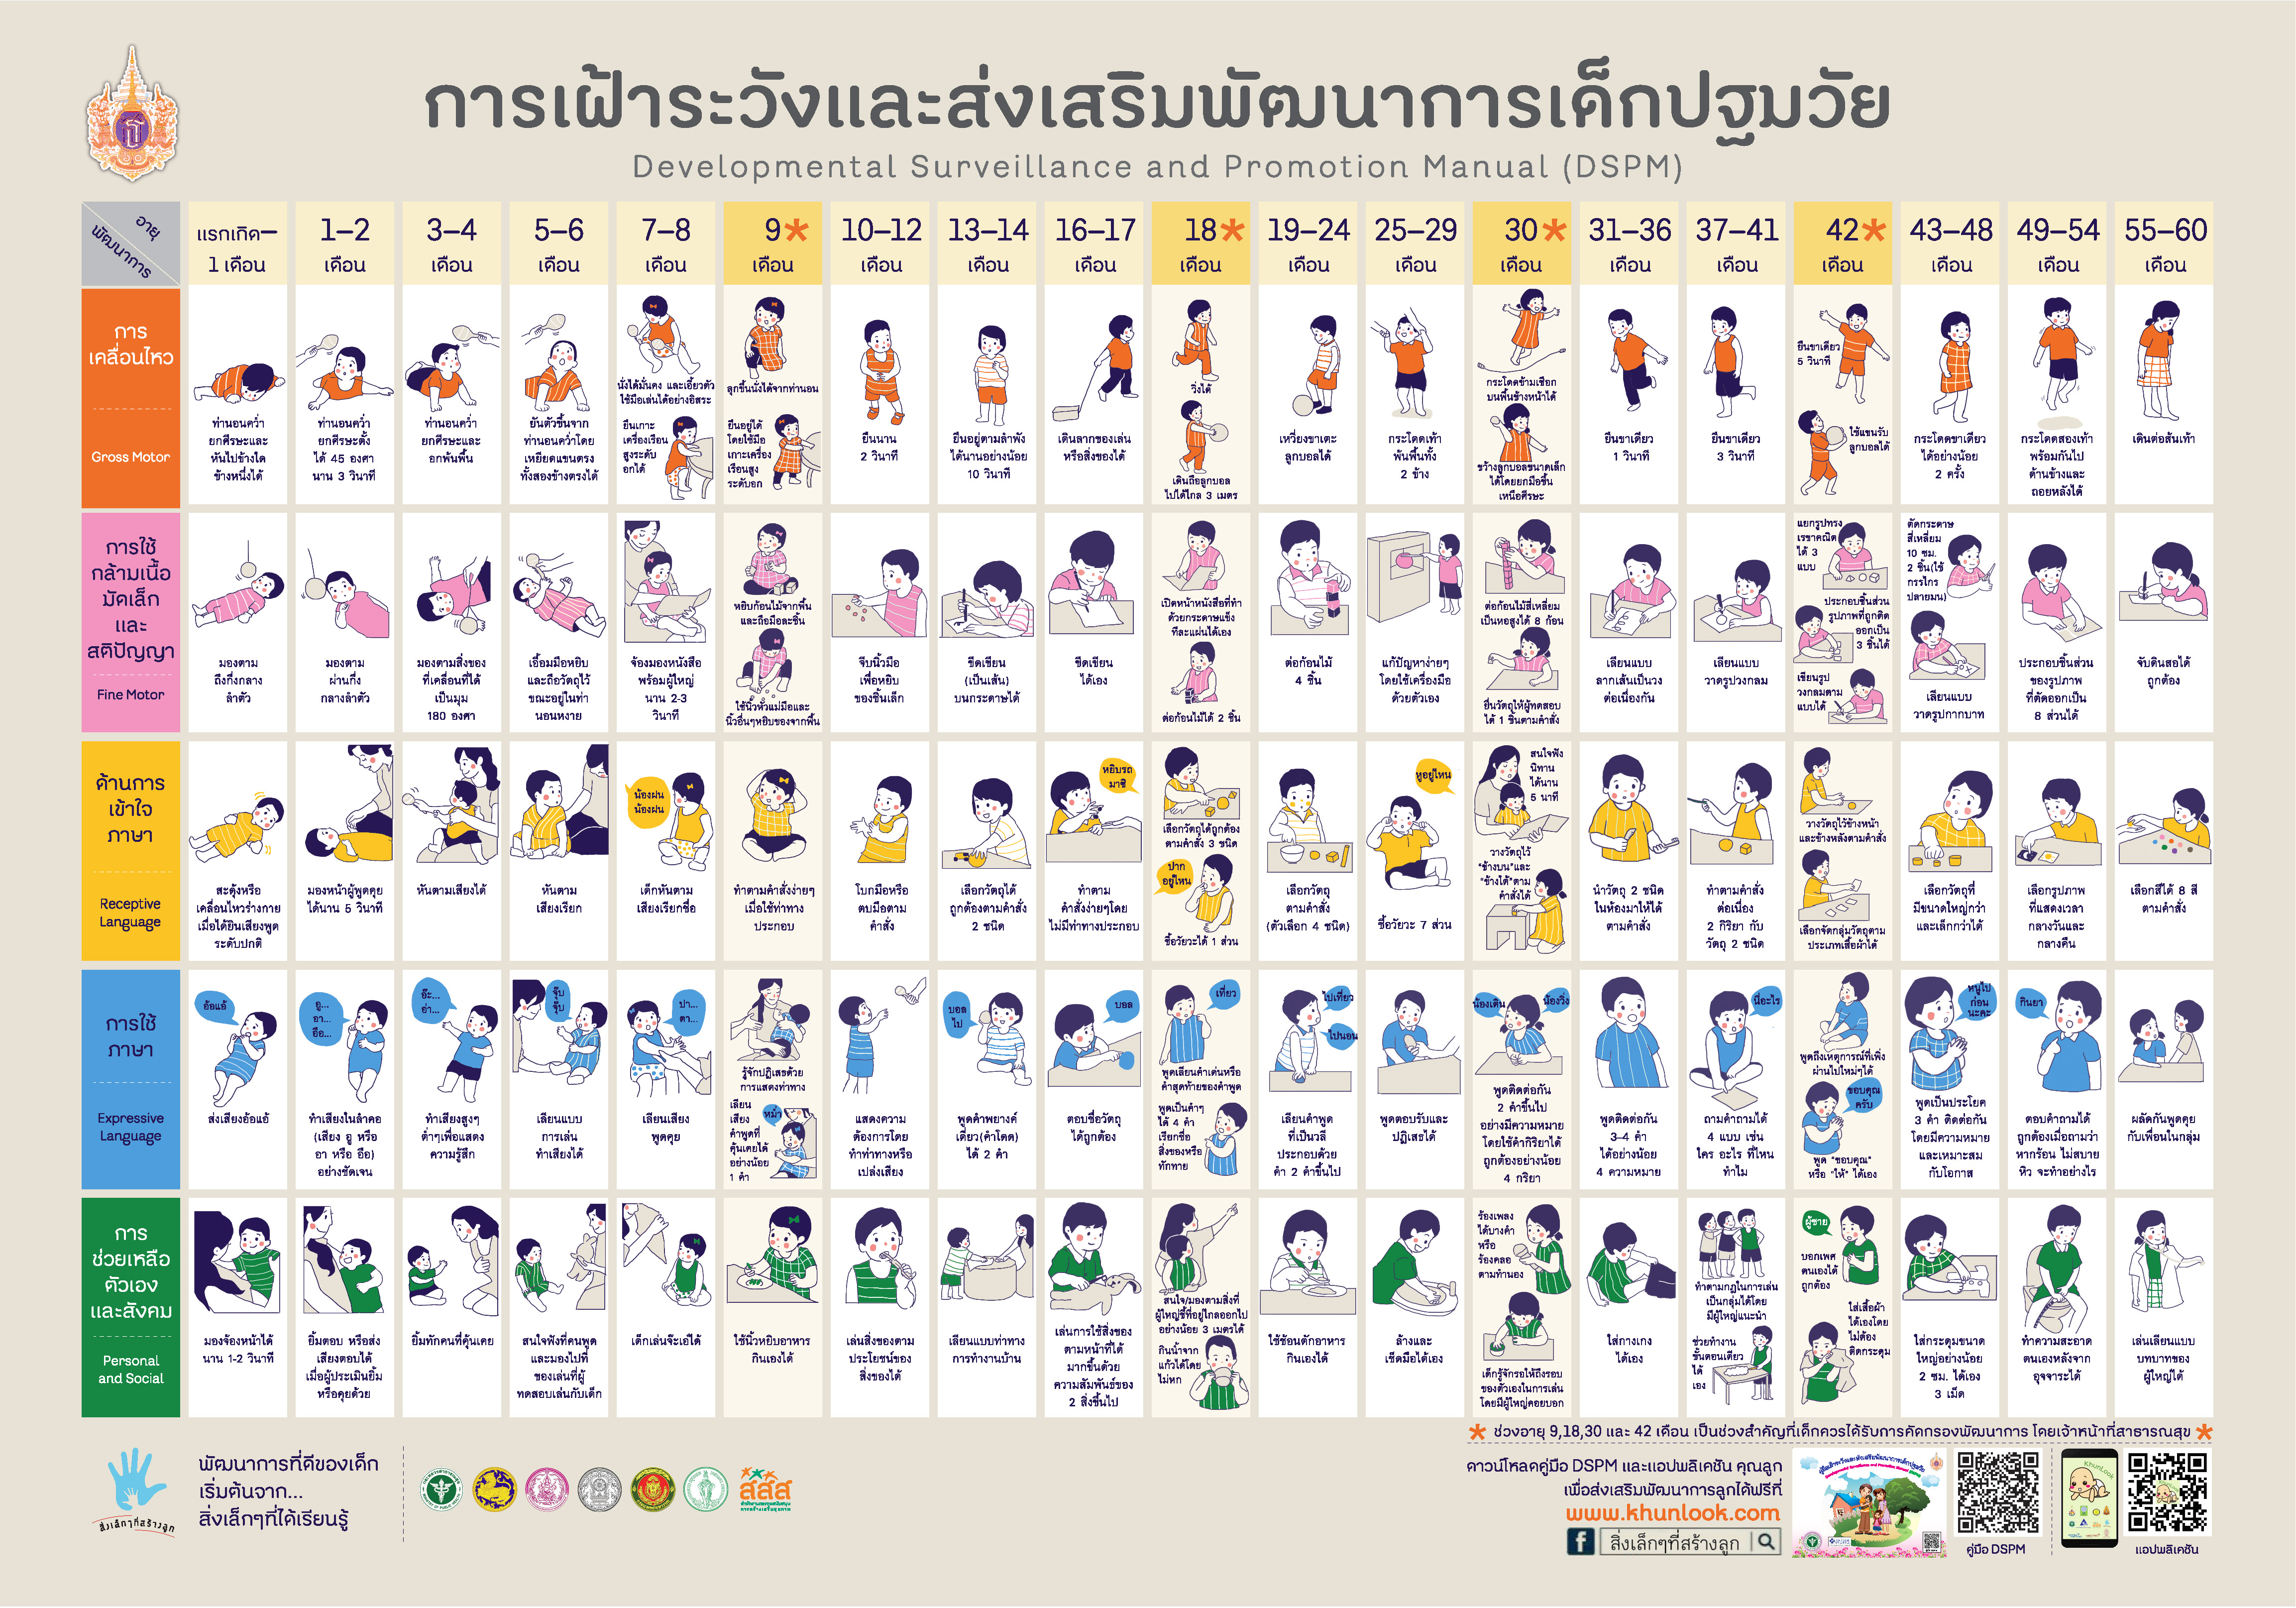 การเฝ้าระวังและส่งเสริมพัฒนาการเด็กปฐมวัย
Developmental Surveillance and Promotion Manual (DSPM)
อายุ
พัฒนาการ
แรกเกิด–
1 เดือน
1–2
เดือน
3–4
เดือน
5–6
เดือน
7–8
เดือน
9*
เดือน
10–12
เดือน
13–14
เดือน
16–17
เดือน
18*
เดือน
19–24
เดือน
25–29
เดือน
30*
เดือน
31–36
เดือน
37–41
เดือน
42*
เดือน
43–48
เดือน
49–54
เดือน
55–60
เดือน
การ
เคลื่อนไหว
Gross Motor
ท่านอนคว่ำ
ยกศีรษะและ
หันไปข้างใด
ข้างหนึ่งได้
ท่านอนคว่ำ
ยกศีรษะตั้ง
ได้ 45 องศา
นาน 3 วินาที
ท่านอนคว่ำ
ยกศีรษะและ
อกพ้นพื้น
ยันตัวขึ้นจาก
ท่านอนคว่ำโดย
เหยียดแขนตรง
ทั้งสองข้างตรงได้
นั่งได้มั่นคง และเอี้ยวตัว
ใช้มือเล่นได้อย่างอิสระ
ยืนเกาะ
เครื่องเรือน
สูงระดับ
อกได้
ลุกขึ้นนั่งได้จากท่านอน
ยืนอยู่ได้
โดยใช้มือ
เกาะเครื่อง
เรือนสูง
ระดับอก
ยืนนาน
2 วินาที
ยืนอยู่ตามลำพัง
ได้นานอย่างน้อย
10 วินาที
เดินลากของเล่น
หรือสิ่งของได้
วิ่งได้
เดินถือลูกบอล
ไปได้ไกล 3 เมตร
เหวี่ยงขาเตะ
ลูกบอลได้
กระโดดเท้า
พ้นพื้นทั้ง
2 ข้าง
กระโดดข้ามเชือก
บนพื้นข้างหน้าได้
ขว้างลูกบอลขนาดเล็ก
ได้โดยยกมือขึ้น
เหนือศีรษะ
ยืนขาเดียว
1 วินาที
ยืนขาเดียว
3 วินาที
ยืนขาเดียว
5 วินาที
ใช้แขนรับ
ลูกบอลได้
กระโดดขาเดียว
ได้อย่างน้อย
2 ครั้ง
กระโดดสองเท้า
พร้อมกันไป
ด้านข้างและ
ถอยหลังได้
เดินต่อส้นเท้า
การใช้
กล้ามเนื้อ
มัดเล็ก
และ
สติปัญญา
Fine Motor
มองตาม
ถึงกึ่งกลาง
ลำตัว
มองตาม
ผ่านกึ่ง
กลางลำตัว
มองตามสิ่งของ
ที่เคลื่อนที่ได้
เป็นมุม
180 องศา
เอื้อมมือหยิบ
และถือวัตถุไว้
ขณะอยู่ในท่า
นอนหงาย
จ้องมองหนังสือ
พร้อมผู้ใหญ่
นาน 2-3
วินาที
หยิบก้อนไม้จากพื้น
และถือมือละชิ้น
ใช้นิ้วหัวแม่มือและ
นิ้วอื่นๆหยิบของจากพื้น
จีบนิ้วมือ
เพื่อหยิบ
ของชิ้นเล็ก
ขีดเขียน
(เป็นเส้น)
บนกระดาษได้
ขีดเขียน
ได้เอง
เปิดหน้าหนังสือที่ทำ
ด้วยกระดาษแข็ง
ทีละแผ่นได้เอง
ต่อก้อนไม้ได้ 2 ชิ้น
ต่อก้อนไม้
4 ชิ้น
แก้ปัญหาง่ายๆ
โดยใช้เครื่องมือ
ด้วยตัวเอง
ต่อก้อนไม้สี่เหลี่ยม
เป็นหอสูงได้ 8 ก้อน
ยื่นวัตถุให้ผู้ทดสอบ
ได้ 1 ชิ้นตามคำสั่ง
เลียนแบบ
ลากเส้นเป็นวง
ต่อเนื่องกัน
เลียนแบบ
วาดรูปวงกลม
แยกรูปทรง
เรขาคณิต
ได้ 3
แบบ
ประกอบชิ้นส่วน
รูปภาพที่ถูกตัด
ออกเป็น
3 ชิ้นได้
เขียนรูป
วงกลมตาม
แบบได้
ตัดกระดาษ
สี่เหลี่ยม
10 ซม.
2 ชิ้น(ใช้
กรรไกร
ปลายมน)
เลียนแบบ
วาดรูปกากบาท
ประกอบชิ้นส่วน
ของรูปภาพ
ที่ตัดออกเป็น
8 ส่วนได้
จับดินสอได้
ถูกต้อง
ด้านการ
เข้าใจ
ภาษา
Receptive
Language
สะดุ้งหรือ
เคลื่อนไหวร่างกาย
เมื่อได้ยินเสียงพูด
ระดับปกติ
มองหน้าผู้พูดคุย
ได้นาน 5 วินาที
หันตามเสียงได้
หันตาม
เสียงเรียก
น้องฝน
น้องฝน
เด็กหันตาม
เสียงเรียกชื่อ
ทำตามคำสั่งง่ายๆ
เมื่อใช้ท่าทาง
ประกอบ
โบกมือหรือ
ตบมือตาม
คำสั่ง
เลือกวัตถุได้
ถูกต้องตามคำสั่ง
2 ชนิด
หยิบรถ
มาซิ
ทำตาม
คำสั่งง่ายๆโดย
ไม่มีท่าทางประกอบ
เลือกวัตถุได้ถูกต้อง
ตามคำสั่ง 3 ชนิด
ปาก
อยู่ไหน
ชี้อวัยวะได้ 1 ส่วน
เลือกวัตถุ
ตามคำสั่ง
(ตัวเลือก 4 ชนิด)
หูอยู่ไหน
ชี้อวัยวะ 7 ส่วน
สนใจฟัง
นิทาน
ได้นาน
5 นาที
วางวัตถุไว้
"ข้างบน"และ
"ข้างใต้"ตาม
คำสั่งได้
นำวัตถุ 2 ชนิด
ในห้องมาให้ได้
ตามคำสั่ง
ทำตามคำสั่ง
ต่อเนื่อง
2 กิริยา กับ
วัตถุ 2 ชนิด
วางวัตถุไว้ข้างหน้า
และข้างหลังตามคำสั่ง
เลือกจัดกลุ่มวัตถุตาม
ประเภทเสื้อผ้าได้
เลือกวัตถุที่
มีขนาดใหญ่กว่า
และเล็กกว่าได้
เลือกรูปภาพ
ที่แสดงเวลา
กลางวันและ
กลางคืน
เลือกสีได้ 8 สี
ตามคำสั่ง
การใช้
ภาษา
Expressive
Language
อ้อแอ้
ส่งเสียงอ้อแอ้
อู...
อา...
อือ...
ทำเสียงในลำคอ
(เสียง อู หรือ
อา หรือ อือ)
อย่างชัดเจน
อ๊ะ...
อ่า...
ทำเสียงสูงๆ
ต่ำๆเพื่อแสดง
ความรู้สึก
จุ๊บ
จุ๊บ
เลียนแบบ
การเล่น
ทำเสียงได้
ปา...
ตา...
เลียนเสียง
พูดคุย
รู้จักปฏิเสธด้วย
การแสดงท่าทาง
เลียน
เสียง
คำพูดที่
คุ้นเคยได้
อย่างน้อย
1 คำ
หม่ำ
แสดงความ
ต้องการโดย
ทำท่าทางหรือ
เปล่งเสียง
บอล
ไป
พูดคำพยางค์
เดี่ยว(คำโดด)
ได้ 2 คำ
บอล
ตอบชื่อวัตถุ
ได้ถูกต้อง
เที่ยว
พูดเลียนคำเด่นหรือ
คำสุดท้ายของคำพูด
พูดเป็นคำๆ
ได้ 4 คำ
เรียกชื่อ
สิ่งของหรือ
ทักทาย
ไปเที่ยว
ไปนอน
เลียนคำพูด
ที่เป็นวลี
ประกอบด้วย
คำ 2 คำขึ้นไป
พูดตอบรับและ
ปฏิเสธได้
น้องเดิน
น้องวิ่ง
พูดติดต่อกัน
2 คำขึ้นไป
อย่างมีความหมาย
โดยใช้คำกิริยาได้
ถูกต้องอย่างน้อย
4 กริยา
พูดติดต่อกัน
3-4 คำ
ได้อย่างน้อย
4 ความหมาย
นี่อะไร
ถามคำถามได้
4 แบบ เช่น
ใคร อะไร ที่ไหน
ทำไม
พูดถึงเหตุการณ์ที่เพิ่ง
ผ่านไปใหม่ๆได้
ขอบคุณ
ครับ
พูด "ขอบคุณ"
หรือ "ให้" ได้เอง
หนูไป
ก่อน
นะคะ
พูดเป็นประโยค
3 คำ ติดต่อกัน
โดยมีความหมาย
และเหมาะสม
กับโอกาส
กินยา
ตอบคำถามได้
ถูกต้องเมื่อถามว่า
หากร้อน ไม่สบาย
หิว จะทำอย่างไร
ผลัดกันพูดคุย
กับเพื่อนในกลุ่ม
การ
ช่วยเหลือ
ตัวเอง
และสังคม
Personal
and Social
มองจ้องหน้าได้
นาน 1-2 วินาที
ยิ้มตอบ หรือส่ง
เสียงตอบได้
เมื่อผู้ประเมินยิ้ม
หรือคุยด้วย
ยิ้มทักคนที่คุ้นเคย
สนใจฟังที่คนพูด
และมองไปที่
ของเล่นที่ผู้
ทดสอบเล่นกับเด็ก
เด็กเล่นจ๊ะเอ๋ได้
ใช้นิ้วหยิบอาหาร
กินเองได้
เล่นสิ่งของตาม
ประโยชน์ของ
สิ่งของได้
เลียนแบบท่าทาง
การทำงานบ้าน
เล่นการใช้สิ่งของ
ตามหน้าที่ได้
มากขึ้นด้วย
ความสัมพันธ์ของ
2 สิ่งขึ้นไป
สนใจ/มองตามสิ่งที่
ผู้ใหญ่ชี้ที่อยู่ไกลออกไป
อย่างน้อย 3 เมตรได้
กินน้ำจาก
แก้วได้โดย
ไม่หก
ใช้ช้อนตักอาหาร
กินเองได้
ล้างและ
เช็ดมือได้เอง
ร้องเพลง
ได้บางคำ
หรือ
ร้องคลอ
ตามทำนอง
เด็กรู้จักรอให้ถึงรอบ
ของตัวเองในการเล่น
โดยมีผู้ใหญ่คอยบอก
ใส่กางเกง
ได้เอง
ทำตามกฎในการเล่น
เป็นกลุ่มได้โดย
มีผู้ใหญ่แนะนำ
ช่วยทำงาน
ขั้นตอนเดียว
ได้
เอง
ผู้ชาย
บอกเพศ
ตนเองได้
ถูกต้อง
ใส่เสื้อผ้า
ได้เองโดย
ไม่ต้อง
ติดกระดุม
ใส่กระดุมขนาด
ใหญ่อย่างน้อย
2 ซม. ได้เอง
3 เม็ด
ทำความสะอาด
ตนเองหลังจาก
อุจจาระได้
เล่นเลียนแบบ
บทบาทของ
ผู้ใหญ่ได้
* ช่วงอายุ 9,18,30 และ 42 เดือน เป็นช่วงสำคัญที่เด็กควรได้รับการคัดกรองพัฒนาการ โดยเจ้าหน้าที่สาธารณสุข *
สิ่งเล็กๆที่สร้างลูก
พัฒนาการที่ดีของเด็ก
เริ่มต้นจาก...
สิ่งเล็กๆที่ได้เรียนรู้
สสส
ดาวน์โหลดคู่มือ DSPM และแอปพลิเคชัน คุณลูก
เพื่อส่งเสริมพัฒนาการลูกได้ฟรีที่
www.khunlook.com
สิ่งเล็กๆที่สร้างลูก
คู่มือ DSPM
KhunLook
แอปพลิเคชัน